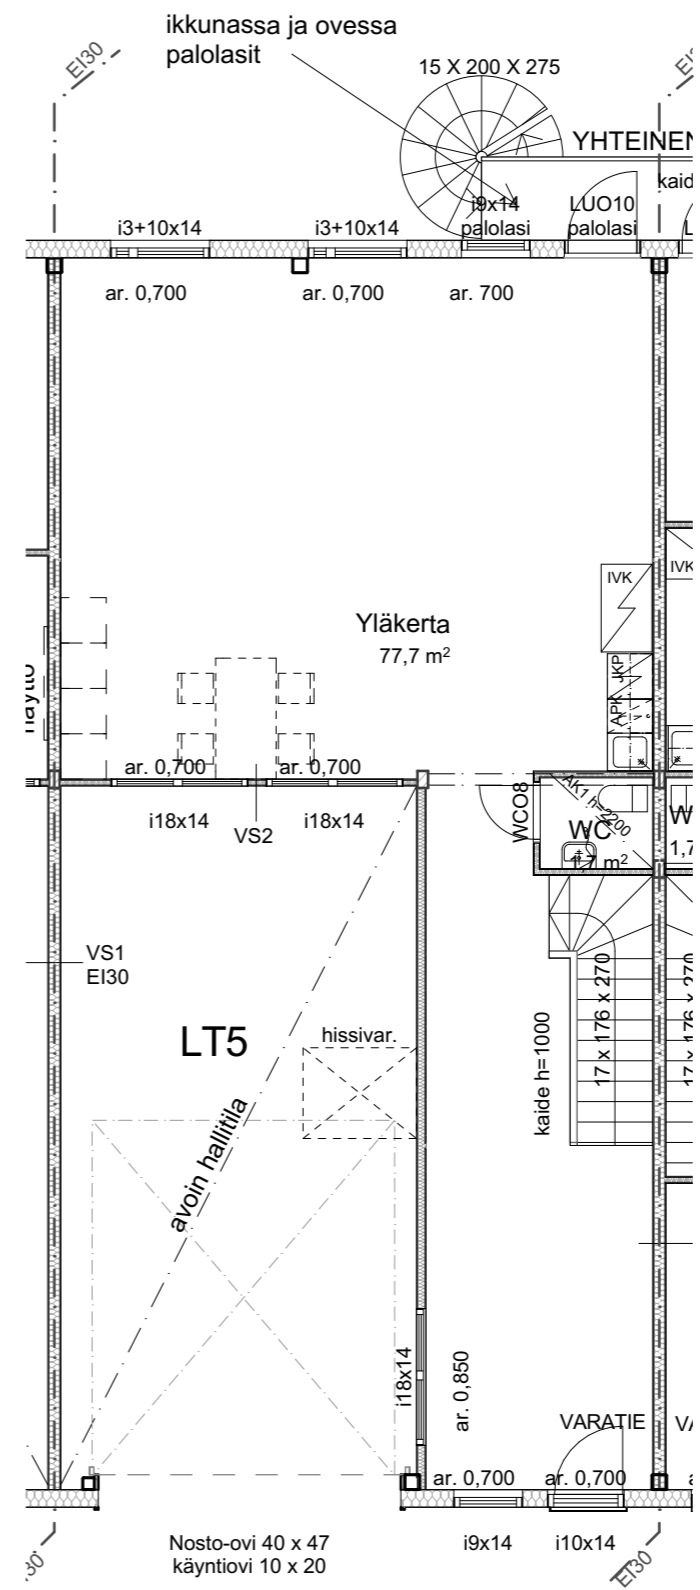 ikkunassa ja ovessa
palolasit
EI30
15 X 200 X 275
YHTEINEN
i3+10x14
i3+10x14
i9x14
palolasi
LUO10
palolasi
ar. 0,700
ar. 0,700
ar. 700
IVK
IVK
Yläkerta
77,7 m²
JKP
APK
ar. 0,700
ar. 0,700
i18x14
i18x14
VS2
WCO8
AK1 h=2200
WC
1,7 m²
VS1
EI30
LT5
hissivar.
avoin hallitila
kaide h=1000
17 x 176 x 270
17 x 176 x 270
i18x14
ar. 0,850
VARATIE
ar. 0,700
ar. 0,700
Nosto-ovi 40 x 47
käyntiovi 10 x 20
i9x14
i10x14
EI30